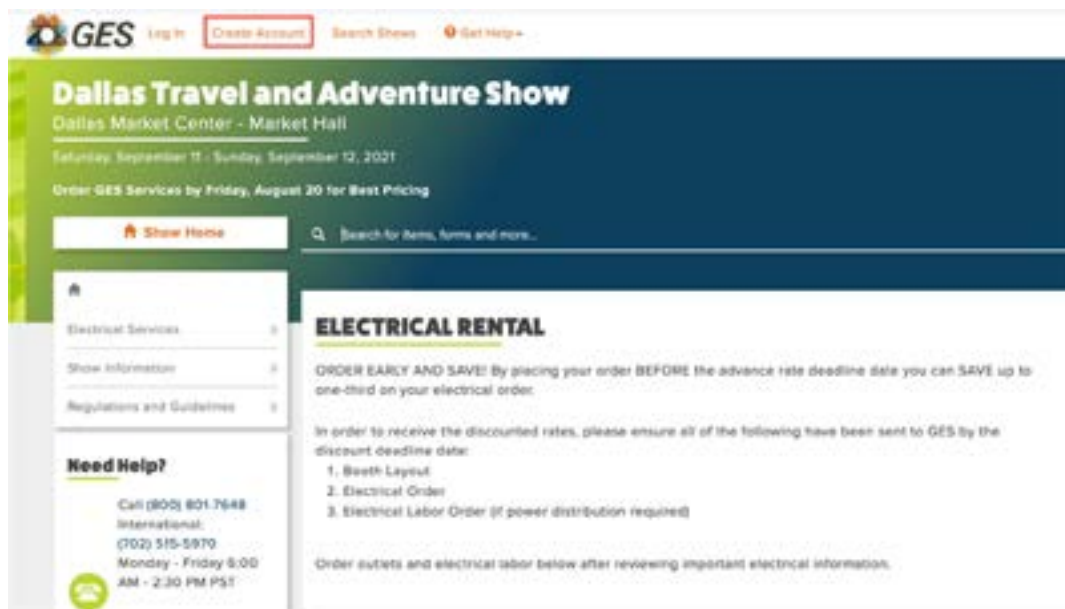 GES Log In Create Account Search Shows Get Help
Dallas Travel and Adventure Show
Dallas Market Center - Market Hall
Saturday, September 11 - Sunday, September 12, 2021
Order GES Services by Friday, August 20 for Best Pricing
Show Home
Search for items, forms and more...
Electrical Services
Show Information
Regulations and Guidelines
Need Help?
Call (800) 801-7648
International:
(702) 515-5970
Monday - Friday 6:00
AM - 2:30 PM PST
ELECTRICAL RENTAL
ORDER EARLY AND SAVE! By placing your order BEFORE the advance rate deadline date you can SAVE up to
one-third on your electrical order.
In order to receive the discounted rates, please ensure all of the following have been sent to GES by the
discount deadline date:
1. Booth Layout
2. Electrical Order
3. Electrical Labor Order (if power distribution required)
Order outlets and electrical labor below after reviewing important electrical information.